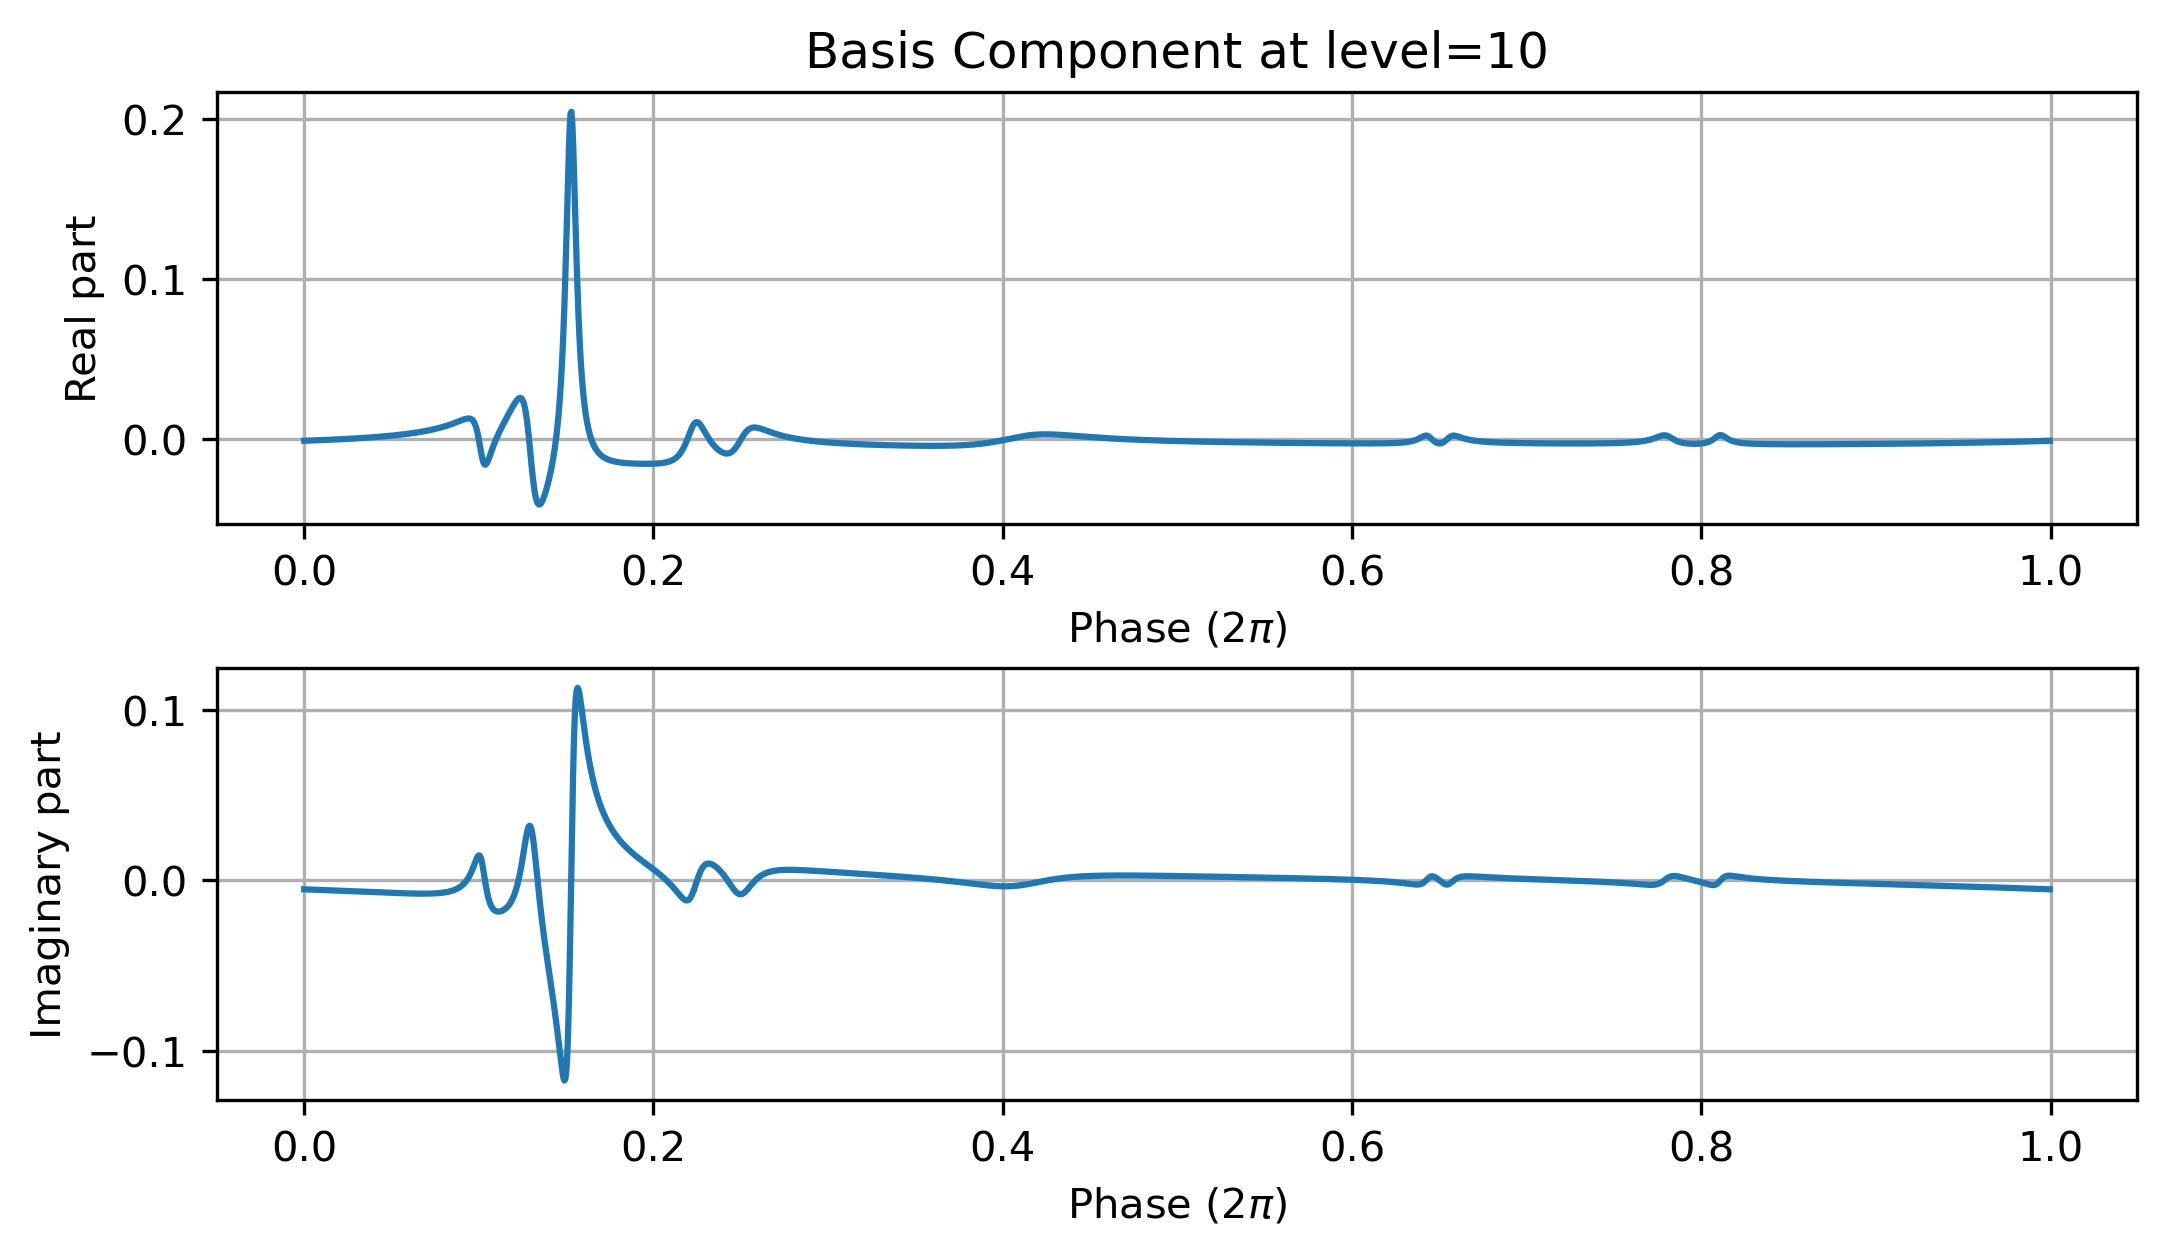 Basis Component at level=10
Real part
0.2
0.1
0.0
0.0 0.2 0.4 0.6 0.8 1.0
Phase (2π)
Imaginary part
0.1
0.0
−0.1
0.0 0.2 0.4 0.6 0.8 1.0
Phase (2π)